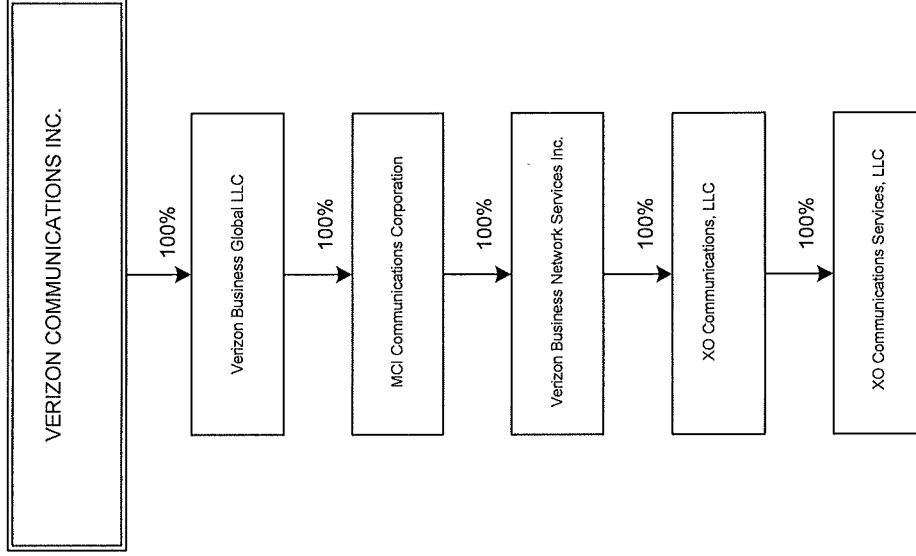 VERIZON COMMUNICATIONS INC.
100%
Verizon Business Global LLC
100%
MCI Communications Corporation
100%
Verizon Business Network Services Inc.
100%
XO Communications, LLC
100%
XO Communications Services, LLC